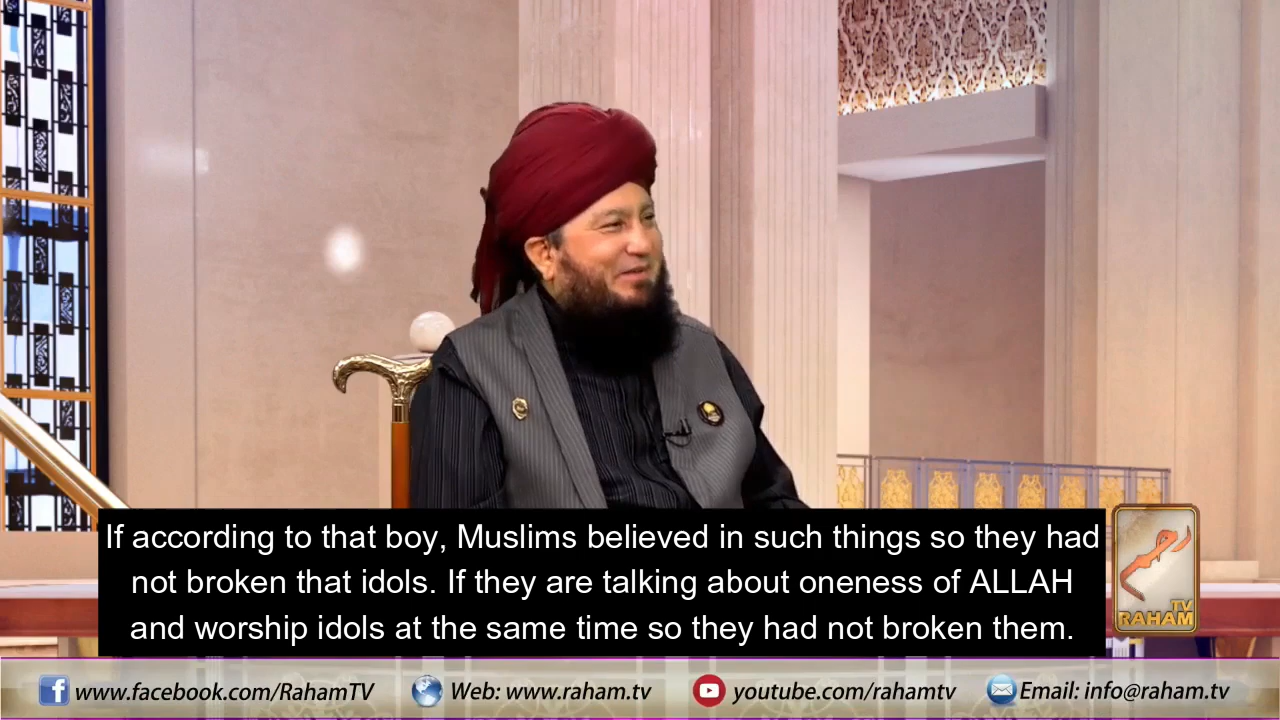 If according to that boy, Muslims believed in such things so they had
not broken that idols. If they are talking about oneness of ALLAH
and worship idols at the same time so they had not broken them.
TV
RAHAM
www.facebook.com/RahamTV Web: www.raham.tv youtube.com/rahamtv Email: info@raham.tv